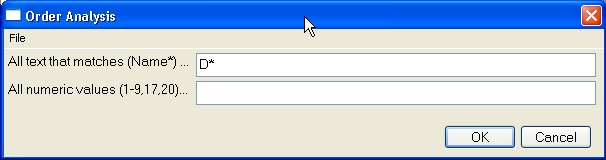 Order Analysis
File
All text that matches (Name*) ... D*
All numeric values (1-9,17,20)...
OK Cancel